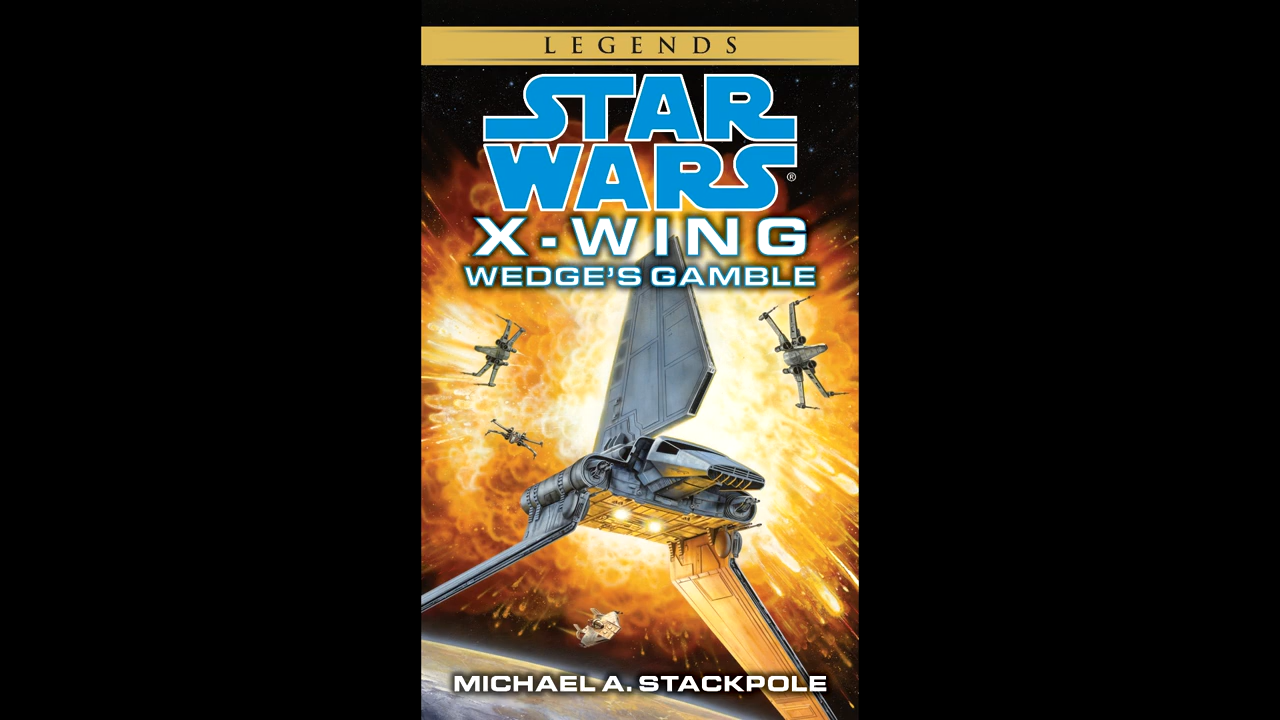 LEGENDS
STAR
WARS®
X-WING
WEDGE'S GAMBLE
MICHAEL A. STACKPOLE